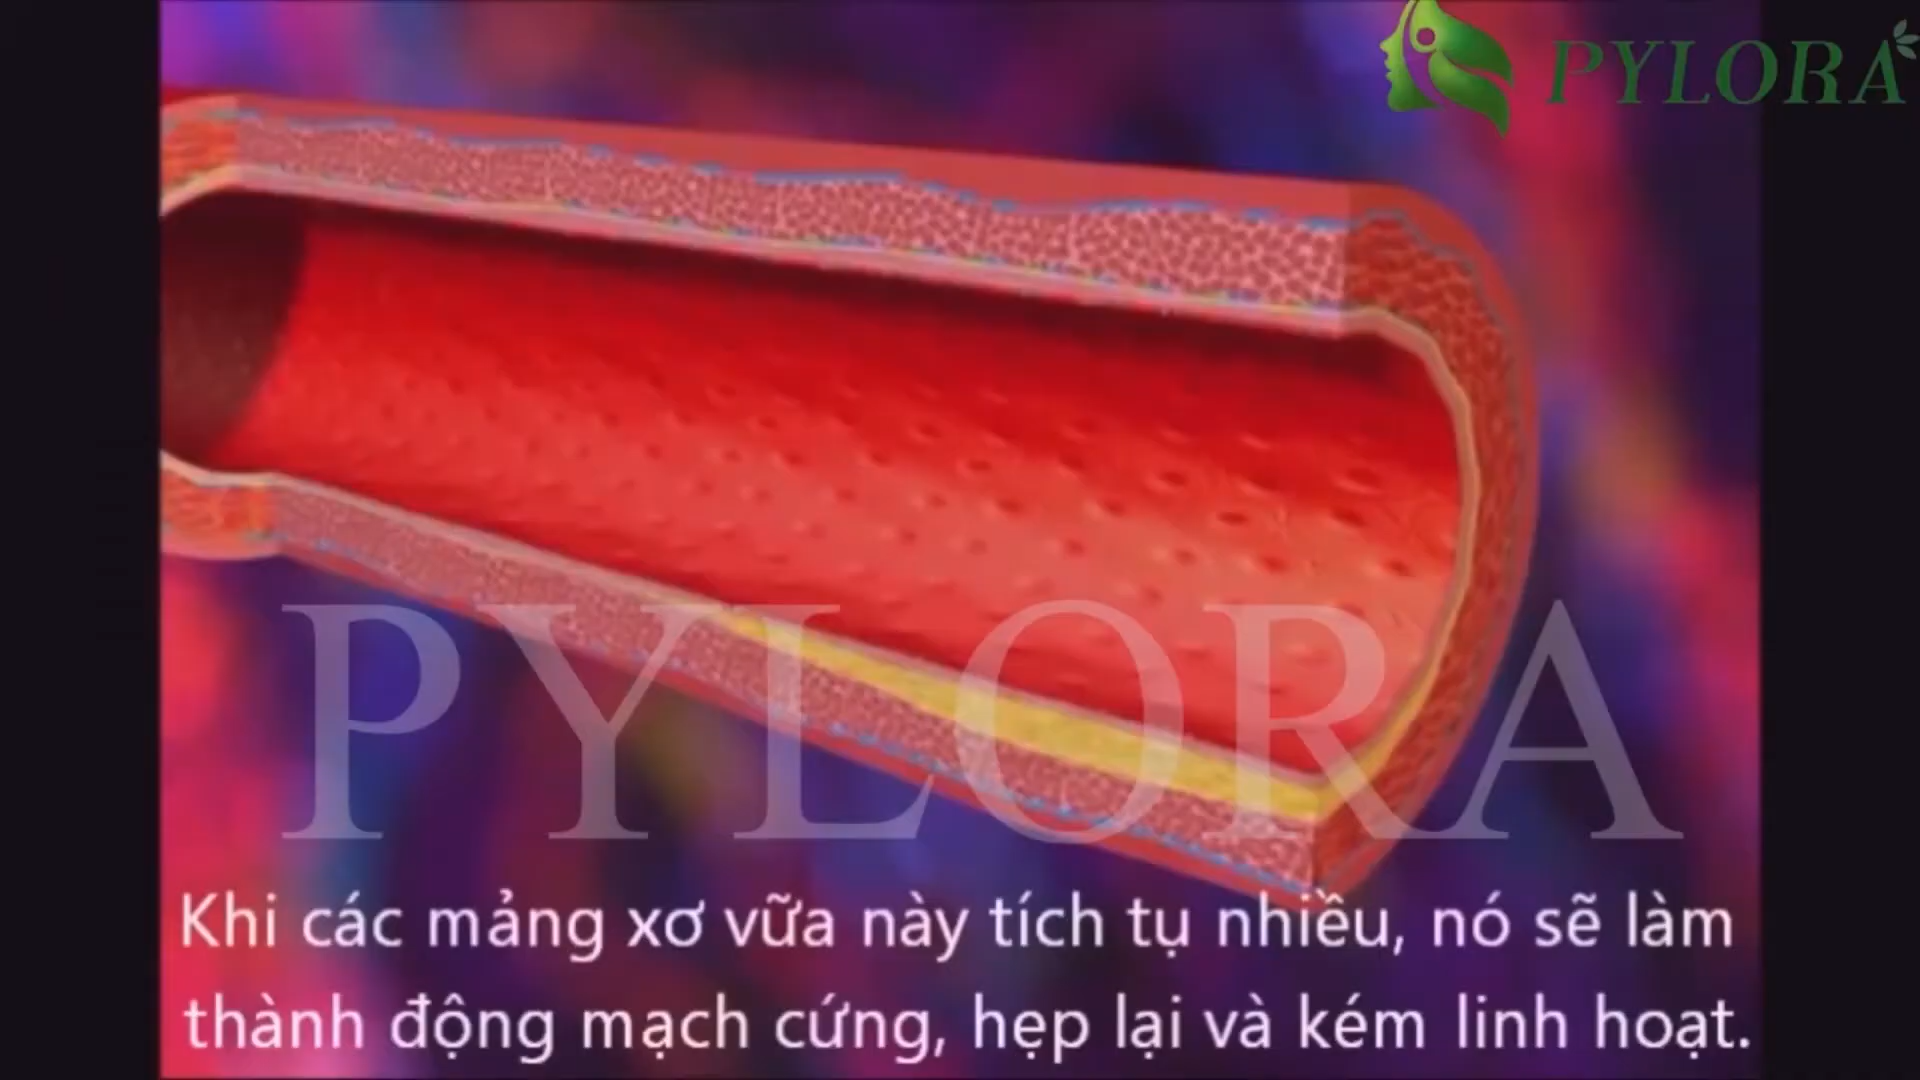 PYLORA
PYLORA
Khi các mảng xơ vữa này tích tụ nhiều, nó sẽ làm
thành động mạch cứng, hẹp lại và kém linh hoạt.